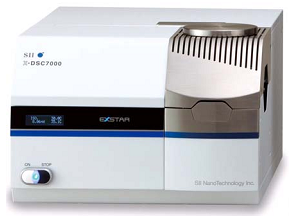 SII
X-DSC7000
EXSTAR
ON STOP
SII NanoTechnology Inc.